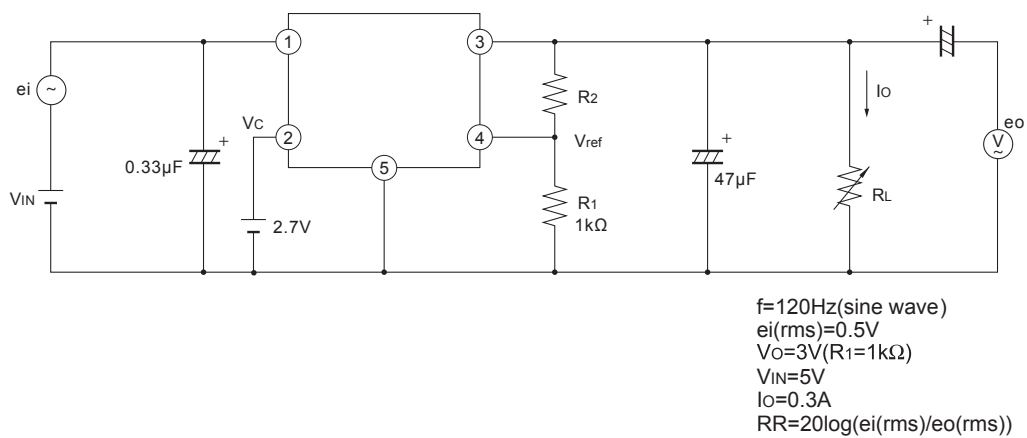 +
1
3
ei
~
R2
Io
eo
Vc
+
2
4
Vref
+
V
~
0.33µF
5
47µF
RL
VIN
2.7V
R1
1kΩ
f=120Hz(sine wave)
ei(rms)=0.5V
Vo=3V(R1=1kΩ)
VIN=5V
Io=0.3A
RR=20log(ei(rms)/eo(rms))